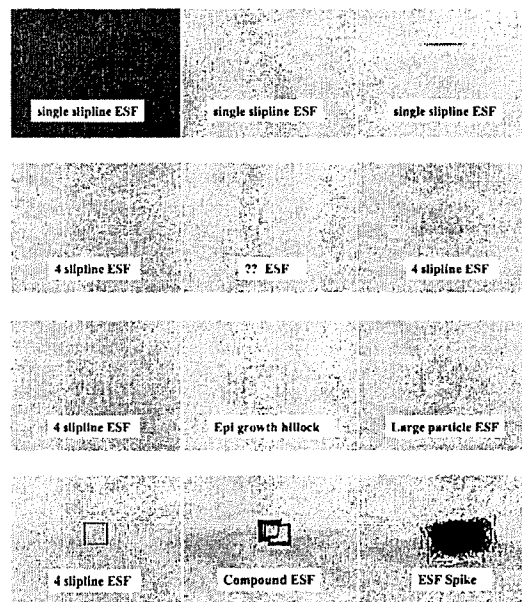 single slipline ESF
single slipline ESF
single slipline ESF
4 slipline ESF
?? ESF
4 slipline ESF
4 slipline ESF
Epi growth hillock
Large particle ESF
4 slipline ESF
Compound ESF
ESF Spike